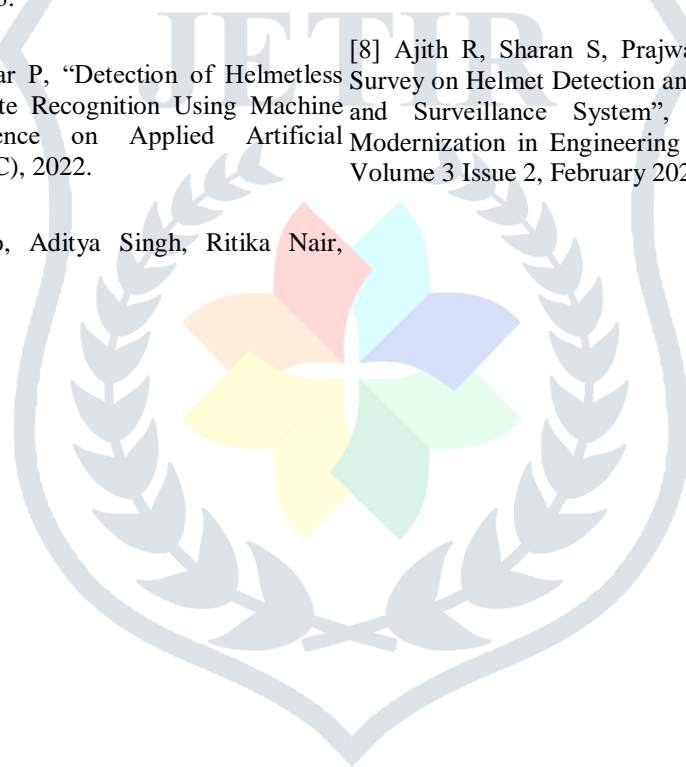 JETIR
ar P, “Detection of Helmetless
te Recognition Using Machine
ence on Applied Artificial
C), 2022.
o, Aditya Singh, Ritika Nair,
[8] Ajith R, Sharan S, Prajwa
Survey on Helmet Detection an
and Surveillance System”,
Modernization in Engineering
Volume 3 Issue 2, February 202